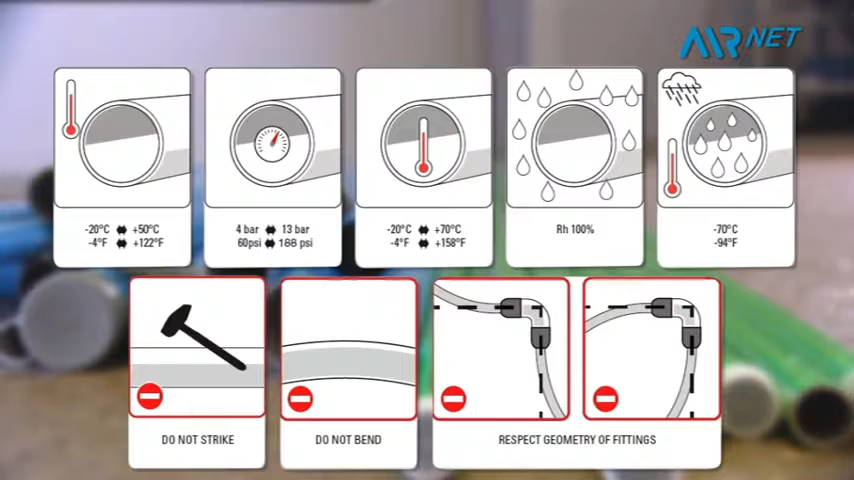 AIRNET
-20°C +50°C
-4°F +122°F
4 bar 13 bar
60psi 188 psi
-20°C +70°C
-4°F +158°F
Rh 100%
-70°C
-94°F
DO NOT STRIKE
DO NOT BEND
RESPECT GEOMETRY OF FITTINGS